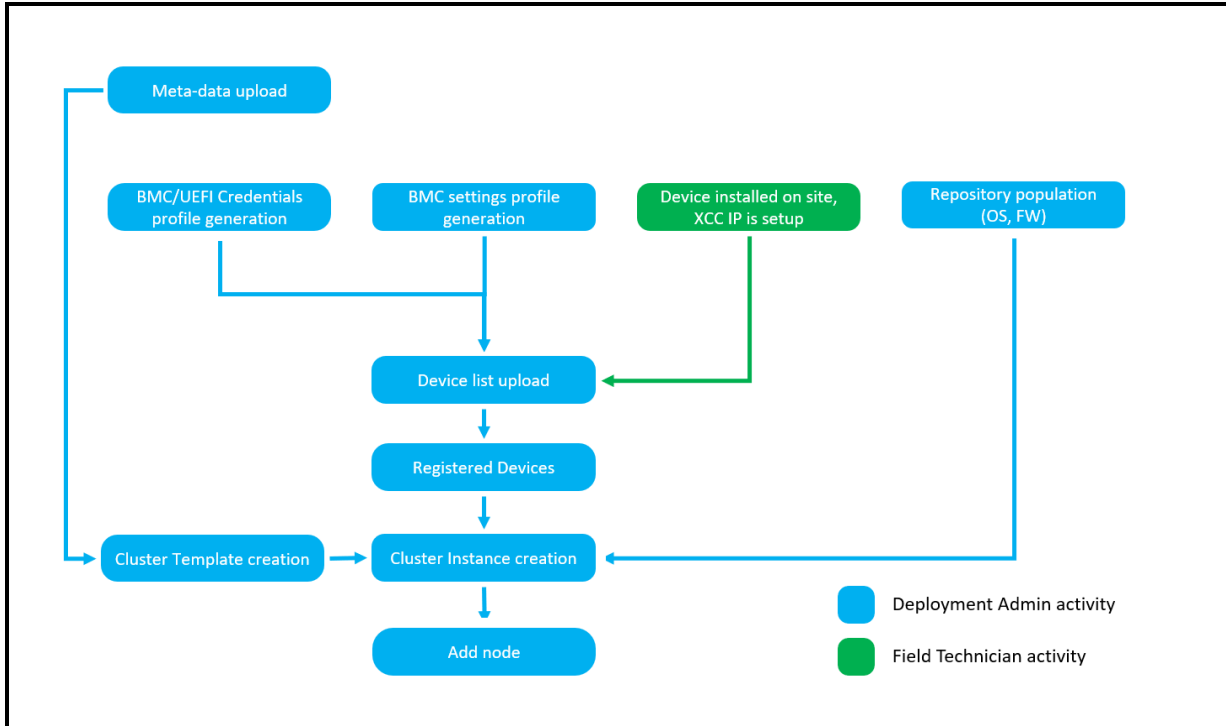 Meta-data upload
BMC/UEFI Credentials
profile generation
BMC settings profile
generation
Device installed on site,
XCC IP is setup
Repository population
(OS, FW)
Device list upload
Registered Devices
Cluster Template creation
Cluster Instance creation
Add node
Deployment Admin activity
Field Technician activity